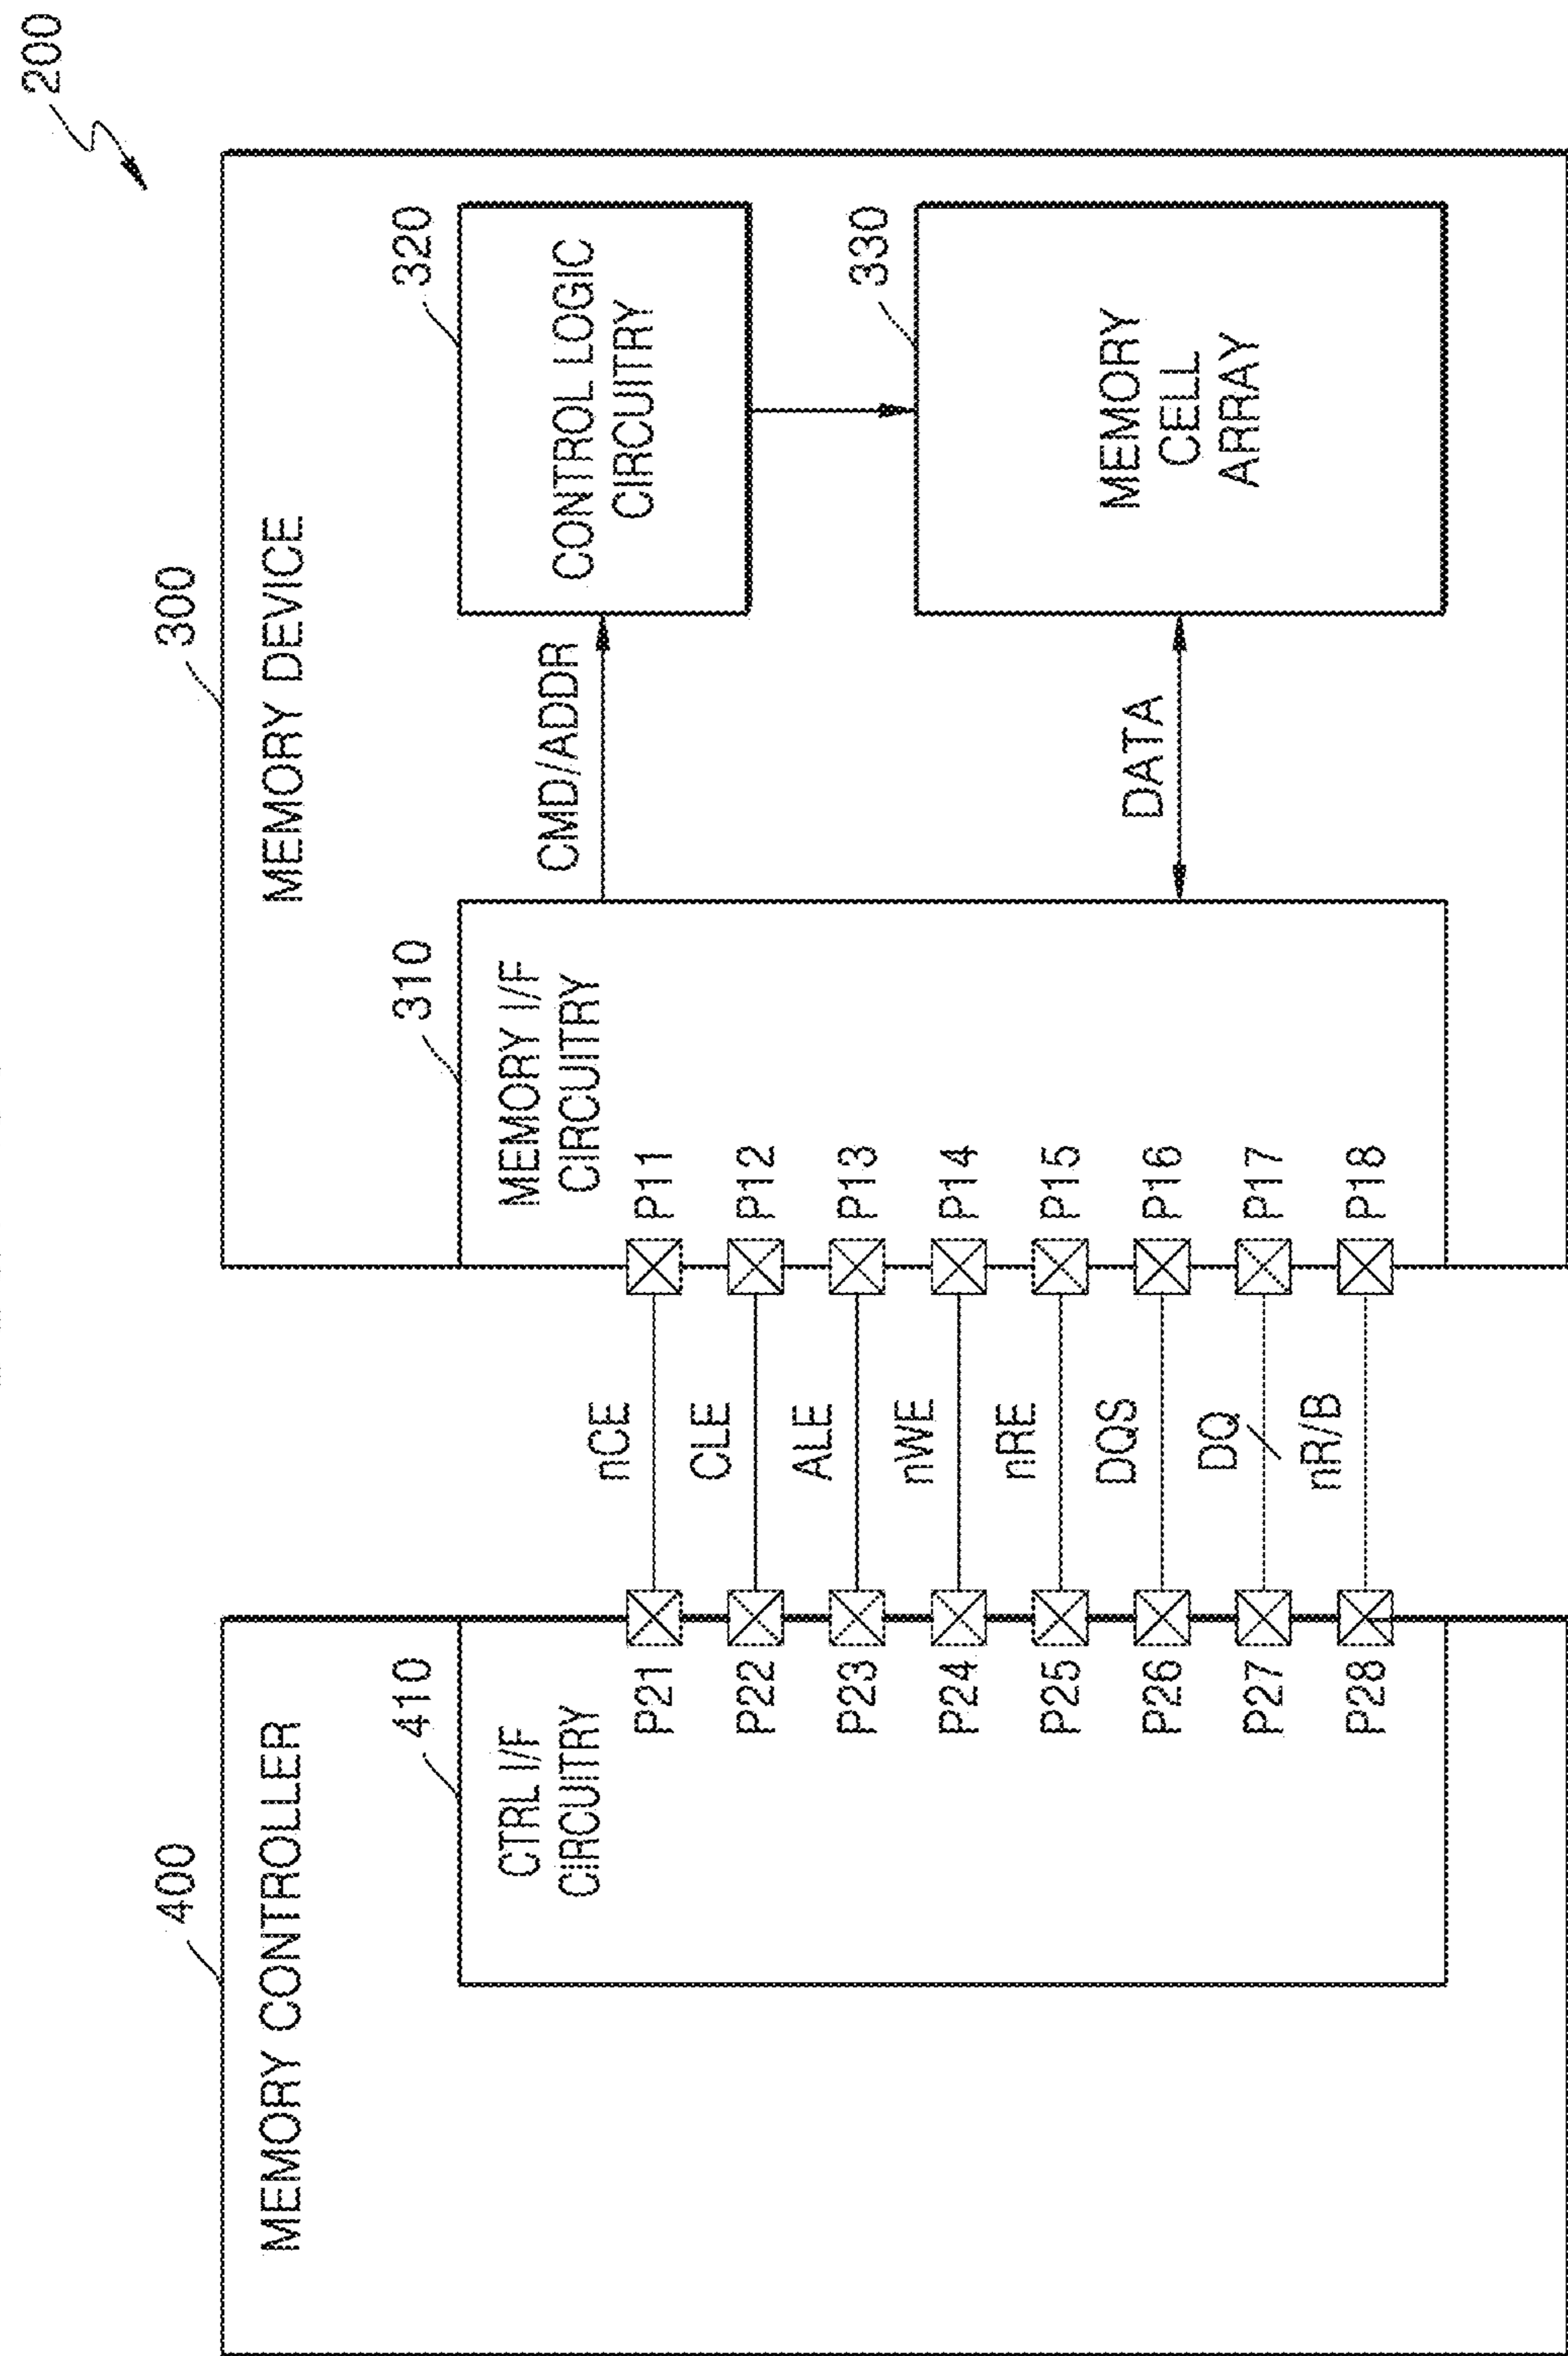 200
400
MEMORY CONTROLLER
410
CTRL I/F
CIRCUITRY
P21
P22
P23
P24
P25
P26
P27
P28
nCE
CLE
ALE
nWE
nRE
DQS
DQ
nR/B
300
MEMORY DEVICE
310
MEMORY I/F
CIRCUITRY
P11
P12
P13
P14
P15
P16
P17
P18
CMD/ADDR
DATA
320
CONTROL LOGIC
CIRCUITRY
330
MEMORY
CELL
ARRAY